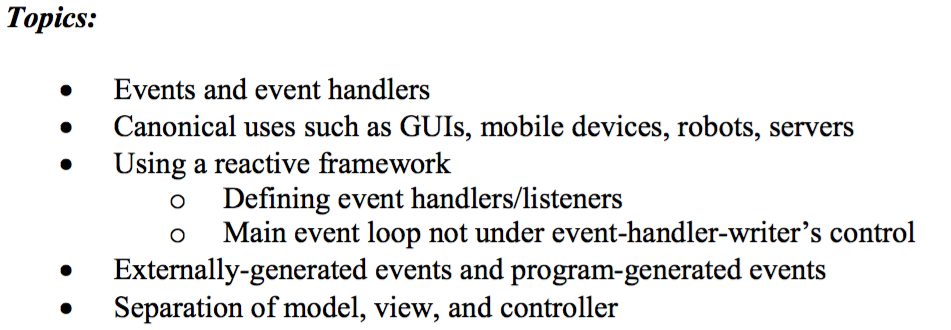 Topics:
• Events and event handlers
• Canonical uses such as GUIs, mobile devices, robots, servers
• Using a reactive framework
o Defining event handlers/listeners
o Main event loop not under event-handler-writer’s control
• Externally-generated events and program-generated events
• Separation of model, view, and controller